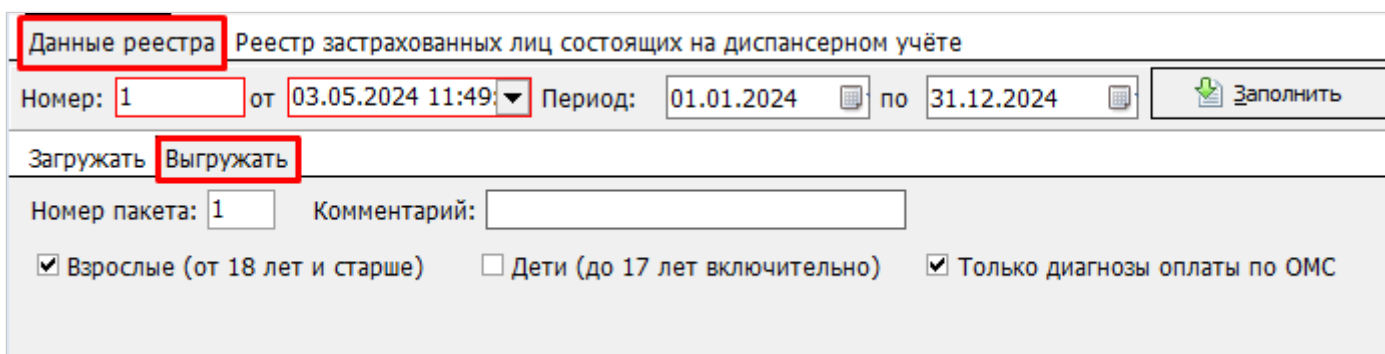 Данные реестра Реестр застрахованных лиц состоящих на диспансерном учёте
Номер: 1 от 03.05.2024 11:49: Период: 01.01.2024 по 31.12.2024 Заполнить
Загружать Выгружать
Номер пакета: 1 Комментарий:
Взрослые (от 18 лет и старше) Дети (до 17 лет включительно) Только диагнозы оплаты по ОМС